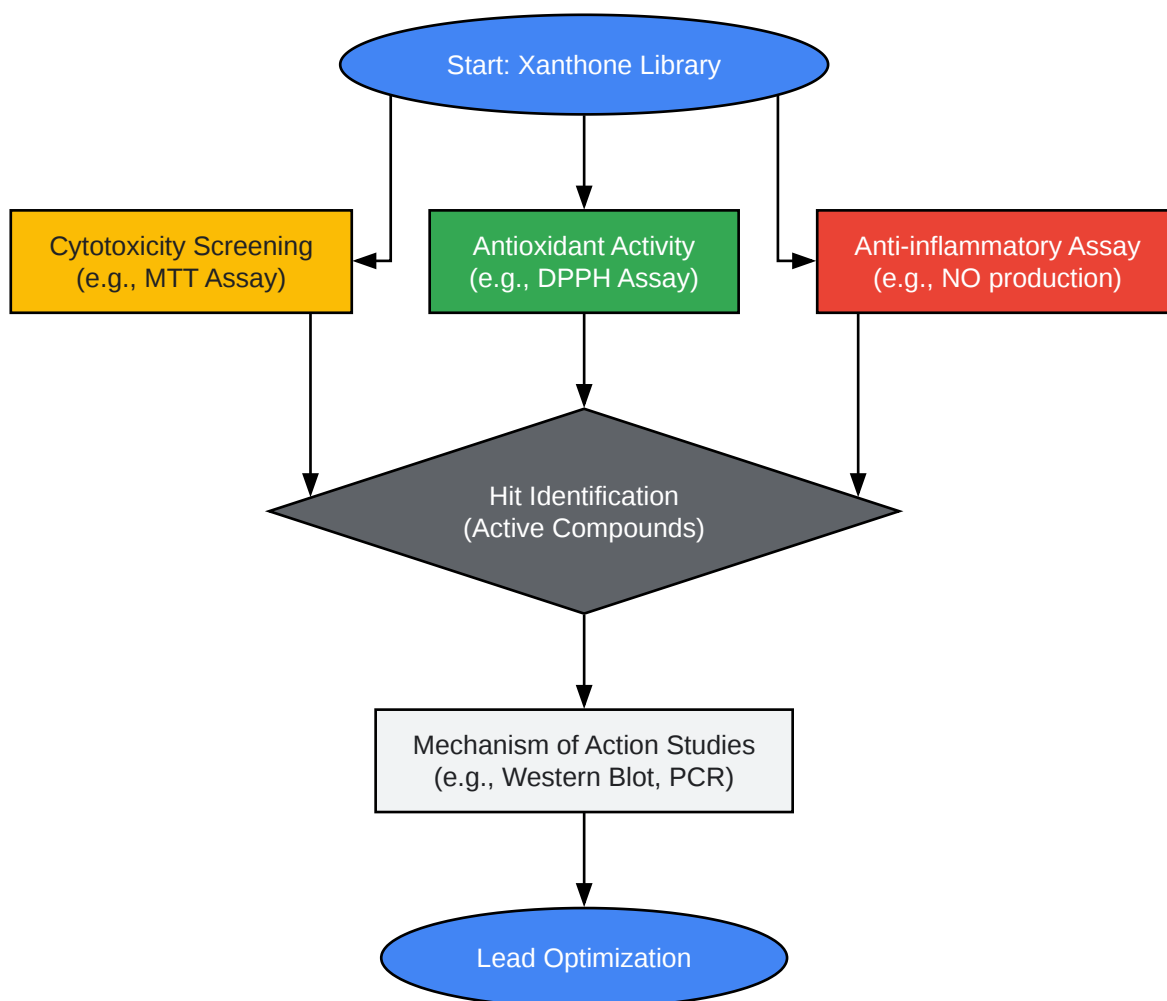 Start: Xanthone Library
Cytotoxicity Screening
(e.g., MTT Assay)
Antioxidant Activity
(e.g., DPPH Assay)
Anti-inflammatory Assay
(e.g., NO production)
Hit Identification
(Active Compounds)
Mechanism of Action Studies
(e.g., Western Blot, PCR)
Lead Optimization